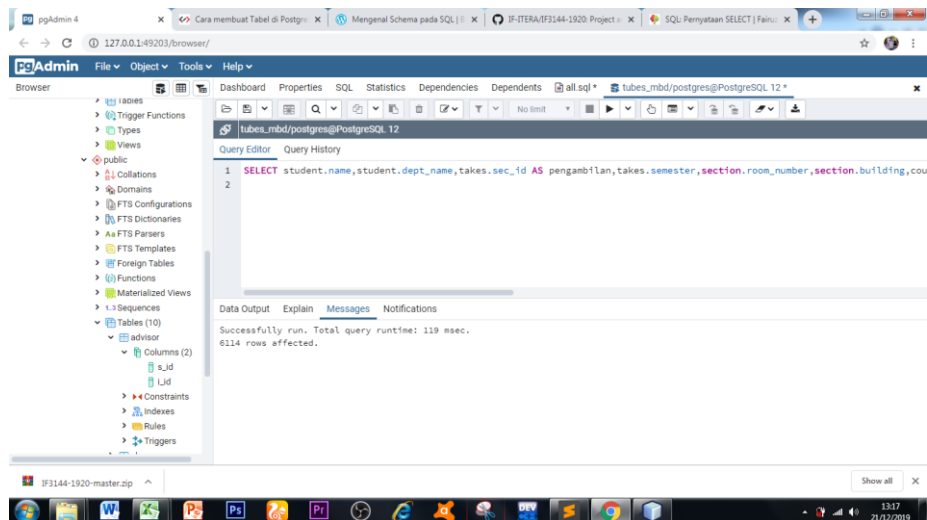 pgAdmin 4
Cara membuat Tabel di Postgre
Mengenal Schema pada SQL | E
IF-ITERA/IF3144-1920: Project a
SQL: Pernyataan SELECT | Fairuz
127.0.0.1:49203/browser/
pgAdmin File Object Tools Help
Browser
Dashboard Properties SQL Statistics Dependencies Dependents all.sql * tubes_mbd/postgres@PostgreSQL 12 *
No limit
tubes_mbd/postgres@PostgreSQL 12
Query Editor Query History
1 SELECT student.name,student.dept_name,takes.sec_id AS pengambilan,takes.semester,section.room_number,section.building,cou
2
Tables
Trigger Functions
Types
Views
public
Collations
Domains
FTS Configurations
FTS Dictionaries
FTS Parsers
FTS Templates
Foreign Tables
Functions
Materialized Views
1..3 Sequences
Tables (10)
advisor
Columns (2)
s_id
i_id
Constraints
Indexes
Rules
Triggers
Data Output Explain Messages Notifications
Successfully run. Total query runtime: 119 msec.
6114 rows affected.
IF3144-1920-master.zip
Show all
13:17
21/12/2019